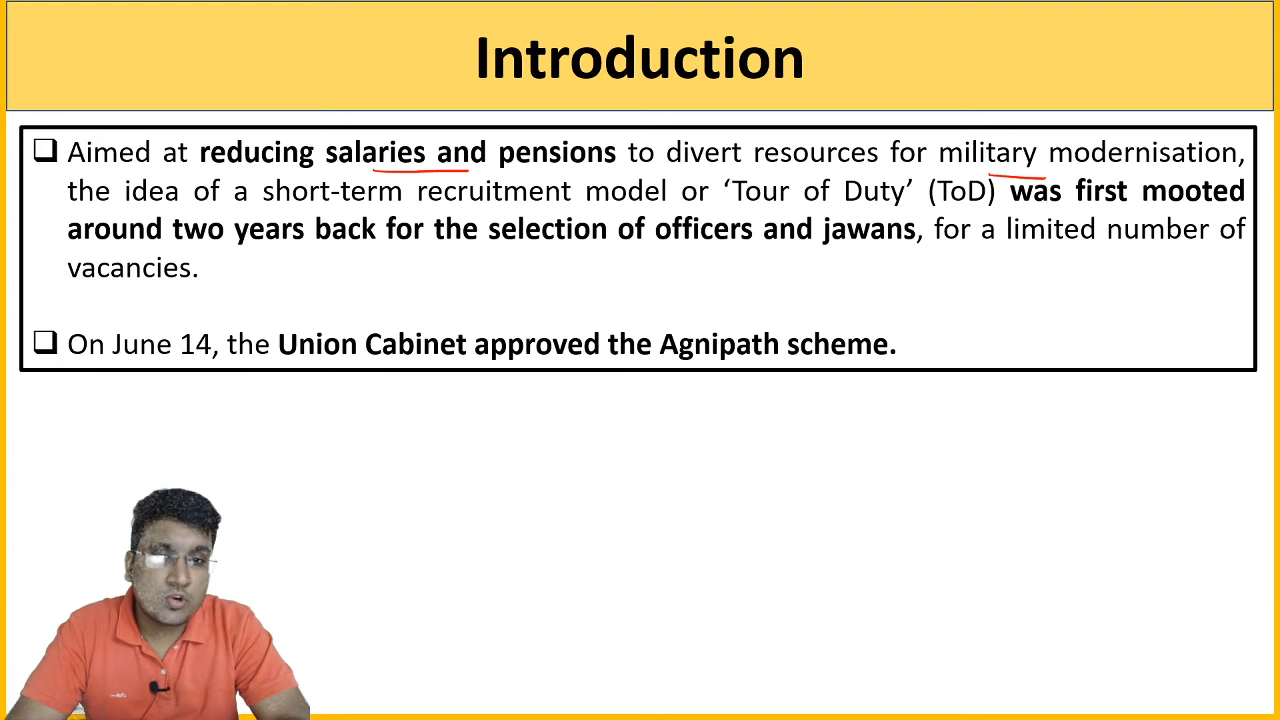 Introduction
❑ Aimed at reducing salaries and pensions to divert resources for military modernisation,
the idea of a short-term recruitment model or ‘Tour of Duty’ (ToD) was first mooted
around two years back for the selection of officers and jawans, for a limited number of
vacancies.
❑ On June 14, the Union Cabinet approved the Agnipath scheme.